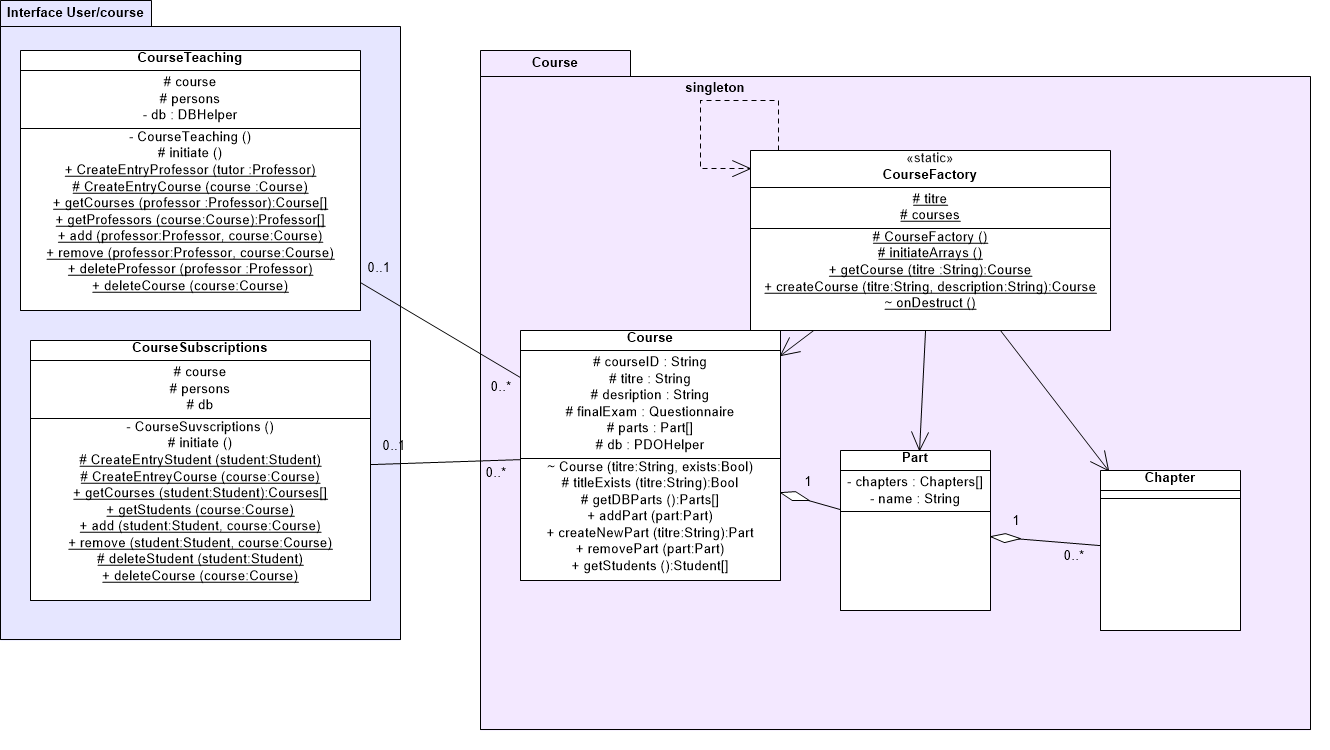 Interface User/course
CourseTeaching
# course
# persons
- db : DBHelper
- CourseTeaching ()
# initiate ()
+ CreateEntryProfessor (tutor :Professor)
# CreateEntryCourse (course :Course)
+ getCourses (professor :Professor):Course[]
+ getProfessors (course:Course):Professor[]
+ add (professor:Professor, course:Course)
+ remove (professor:Professor, course:Course)
+ deleteProfessor (professor :Professor)
+ deleteCourse (course:Course)
0..1
0..*
CourseSubscriptions
# course
# persons
# db
- CourseSuvscriptions ()
# initiate ()
# CreateEntryStudent (student:Student)
# CreateEntreyCourse (course:Course)
+ getCourses (student:Student):Courses[]
+ getStudents (course:Course)
+ add (student:Student, course:Course)
+ remove (student:Student, course:Course)
# deleteStudent (student:Student)
+ deleteCourse (course:Course)
0..1
0..*
Course
singleton
«static»
CourseFactory
# titre
# courses
# CourseFactory ()
# initiateArrays ()
+ getCourse (titre :String):Course
+ createCourse (titre:String, description:String):Course
~ onDestruct ()
Course
# courseID : String
# titre : String
# desription : String
# finalExam : Questionnaire
# parts : Part[]
# db : PDOHelper
~ Course (titre:String, exists:Bool)
# titleExists (titre:String):Bool
# getDBParts ():Parts[]
+ addPart (part:Part)
+ createNewPart (titre:String):Part
+ removePart (part:Part)
+ getStudents ():Student[]
1
Part
- chapters : Chapters[]
- name : String
1
0..*
Chapter